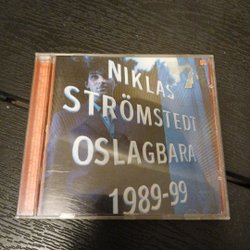 NIKLAS
STRÖMSTEDT
OSLAGBARA
1989-99